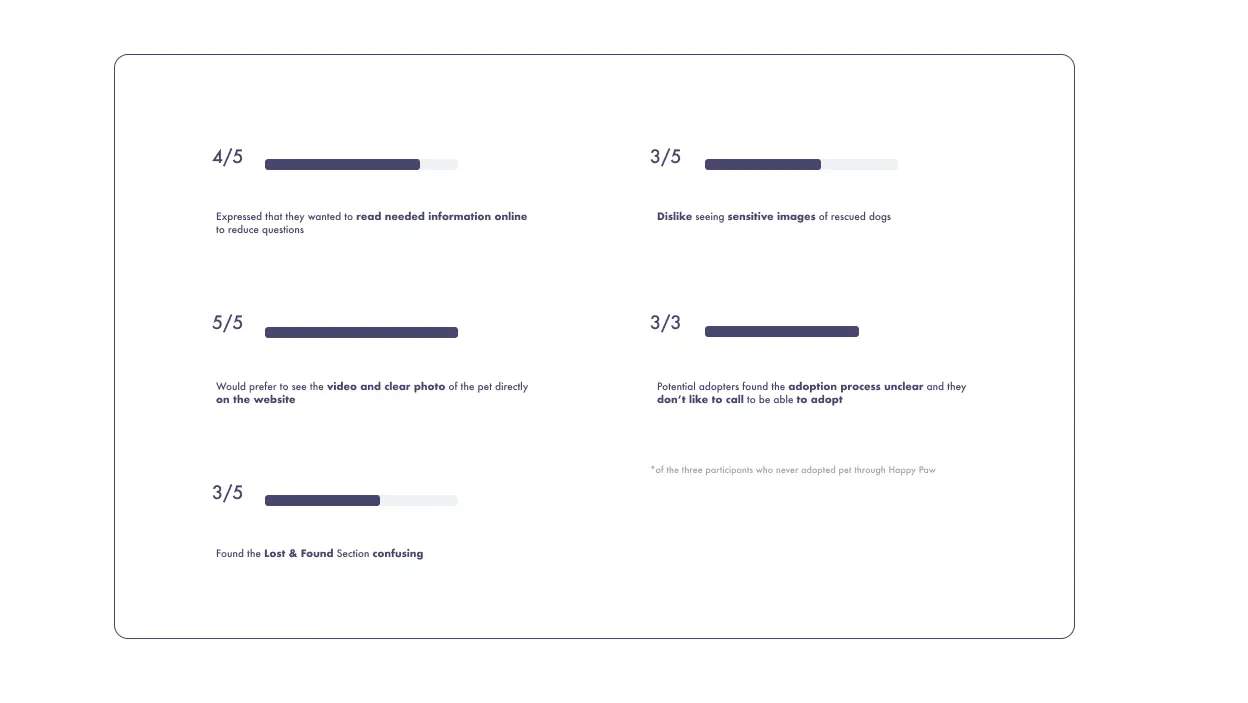 4/5
Expressed that they wanted to read needed information online
to reduce questions
5/5
Would prefer to see the video and clear photo of the pet directly
on the website
3/5
Found the Lost & Found Section confusing
3/5
Dislike seeing sensitive images of rescued dogs
3/3
Potential adopters found the adoption process unclear and they
don't like to call to be able to adopt
*of the three participants who never adopted pet through Happy Paw